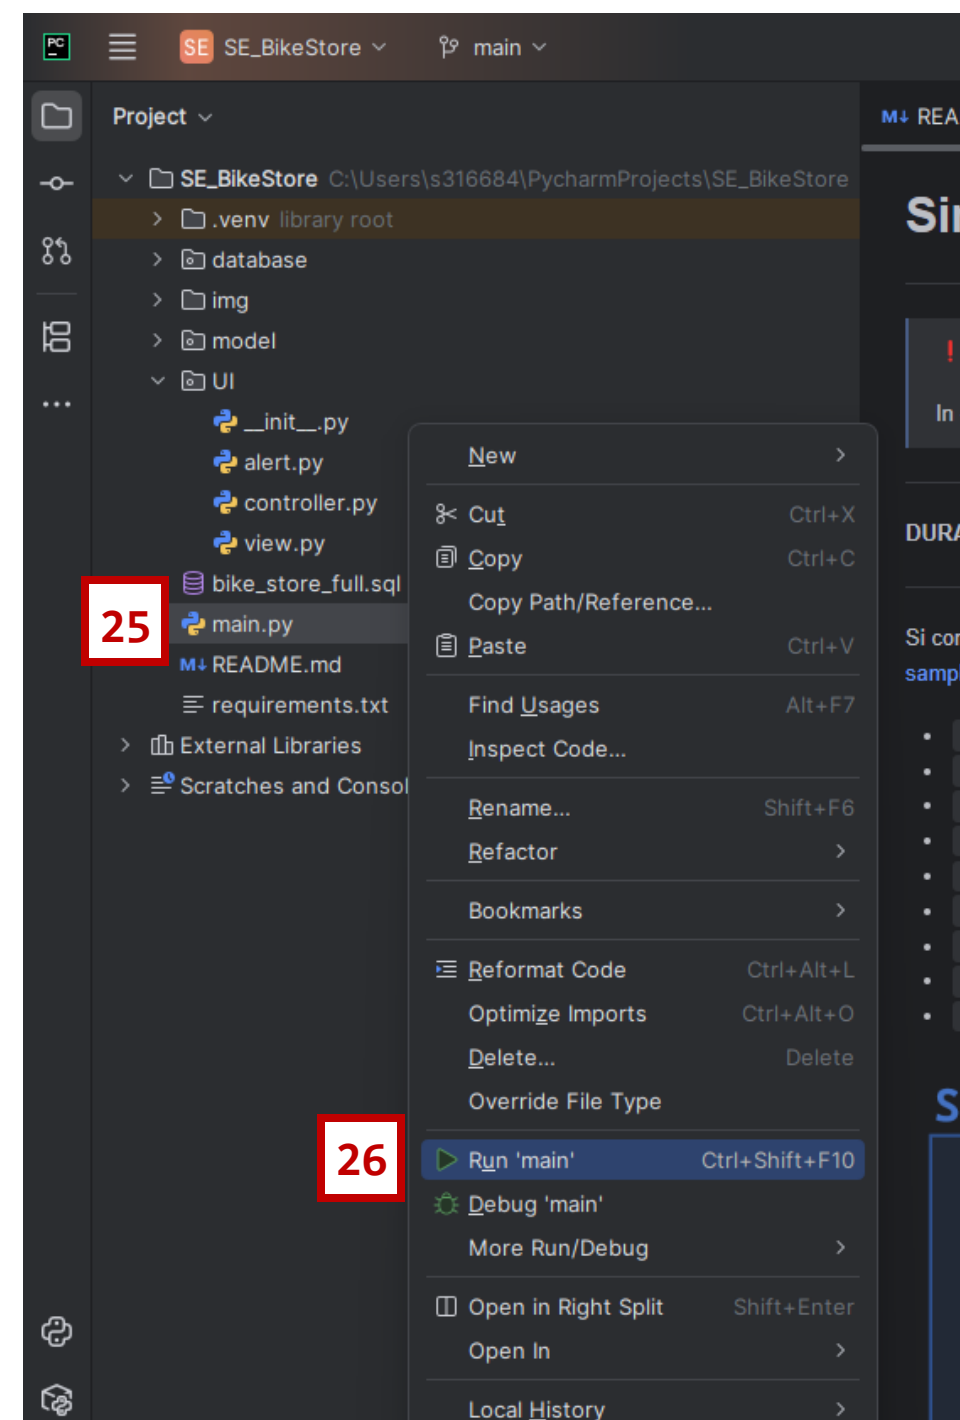 PC
SE SE_BikeStore main
Project
M↓ REA
SE_BikeStore C:\Users\s316684\PycharmProjects\SE_BikeStore
.venv library root
database
img
model
UI
__init__.py
alert.py
controller.py
view.py
bike_store_full.sql
25
main.py
M↓ README.md
requirements.txt
External Libraries
Scratches and Consol
New
Cut Ctrl+X
Copy Ctrl+C
Copy Path/Reference...
Paste Ctrl+V
Find Usages Alt+F7
Inspect Code...
Rename... Shift+F6
Refactor
Bookmarks
Reformat Code Ctrl+Alt+L
Optimize Imports Ctrl+Alt+O
Delete... Delete
Override File Type
26
Run 'main' Ctrl+Shift+F10
Debug 'main'
More Run/Debug
Open in Right Split Shift+Enter
Open In
Local History
!
In
DURA
Si co
samp
S